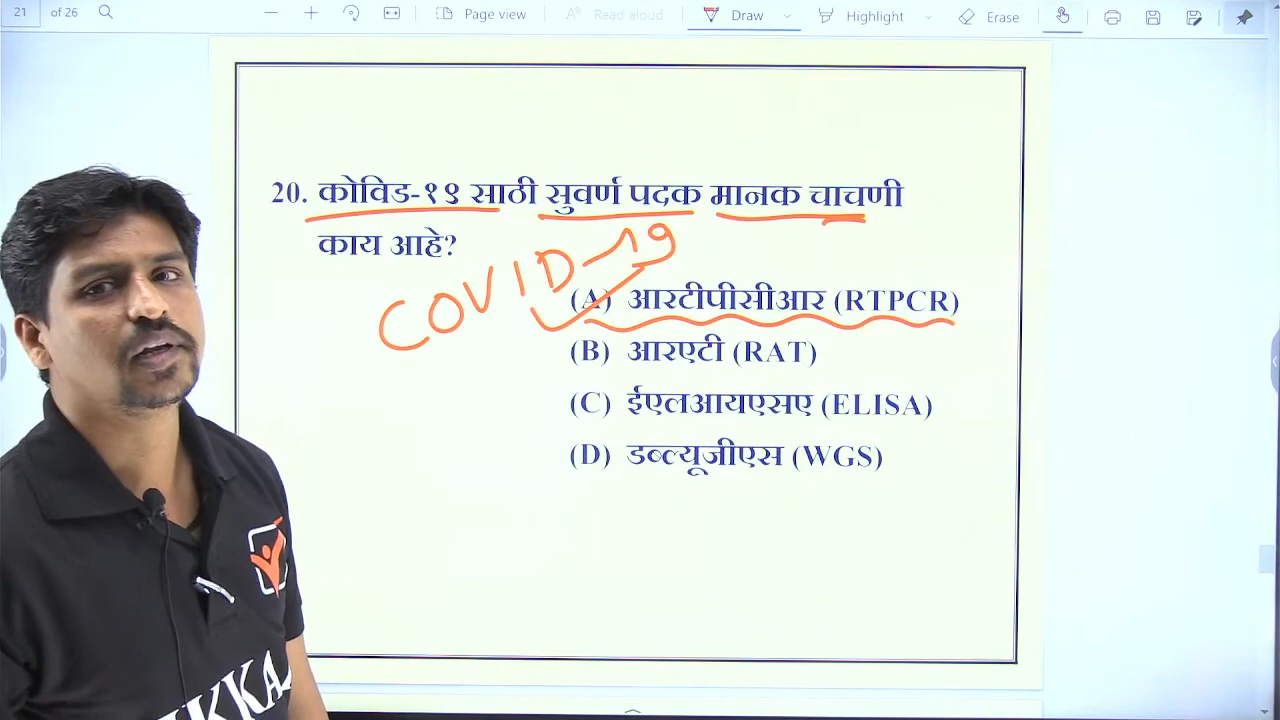 21 of 26 Page view Read aloud Draw Highlight Erase
20. कोविड-१९ साठी सुवर्ण पदक मानक चाचणी
काय आहे?
COVID-19
(A) आरटीपीसीआर (RTPCR)
(B) आरएटी (RAT)
(C) ईएलआयएसए (ELISA)
(D) डब्ल्यूजीएस (WGS)